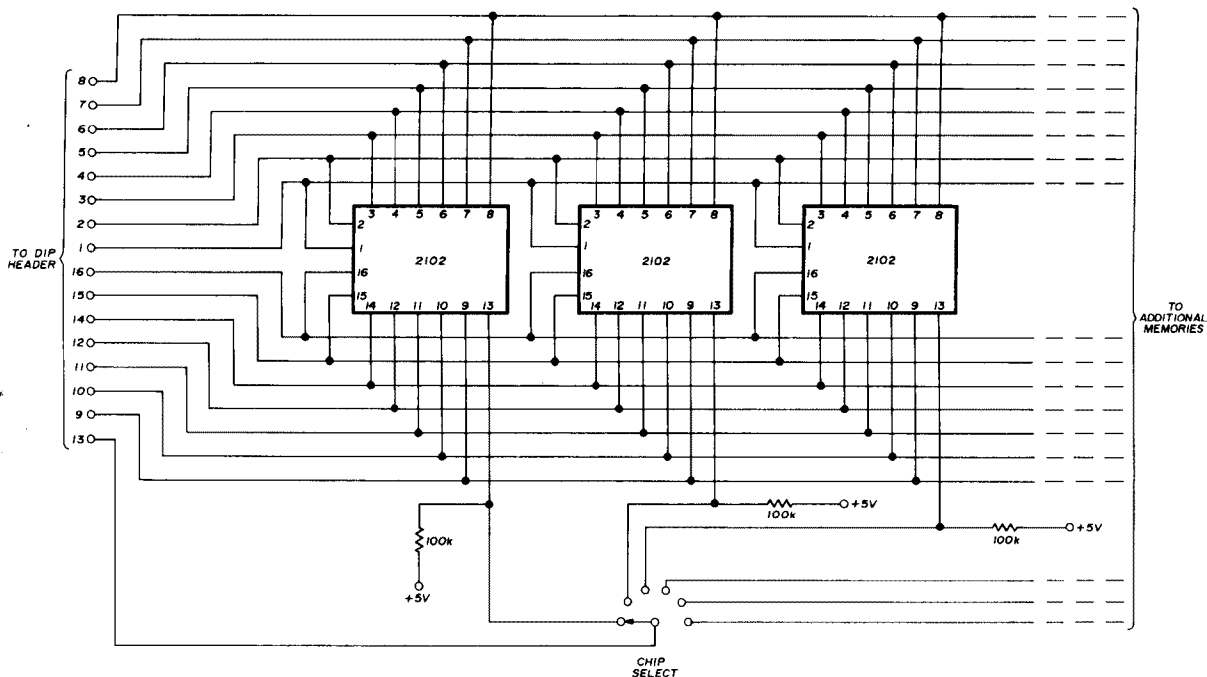 8
7
6
5
4
3
2
1
16
15
14
12
11
10
9
13
TO DIP
HEADER
3 4 5 6 7 8
2
1
16
15
2102
14 12 11 10 9 13
3 4 5 6 7 8
2
1
16
15
2102
14 12 11 10 9 13
3 4 5 6 7 8
2
1
16
15
2102
14 12 11 10 9 13
TO
ADDITIONAL
MEMORIES
100k
+5V
100k
+5V
100k
+5V
CHIP
SELECT